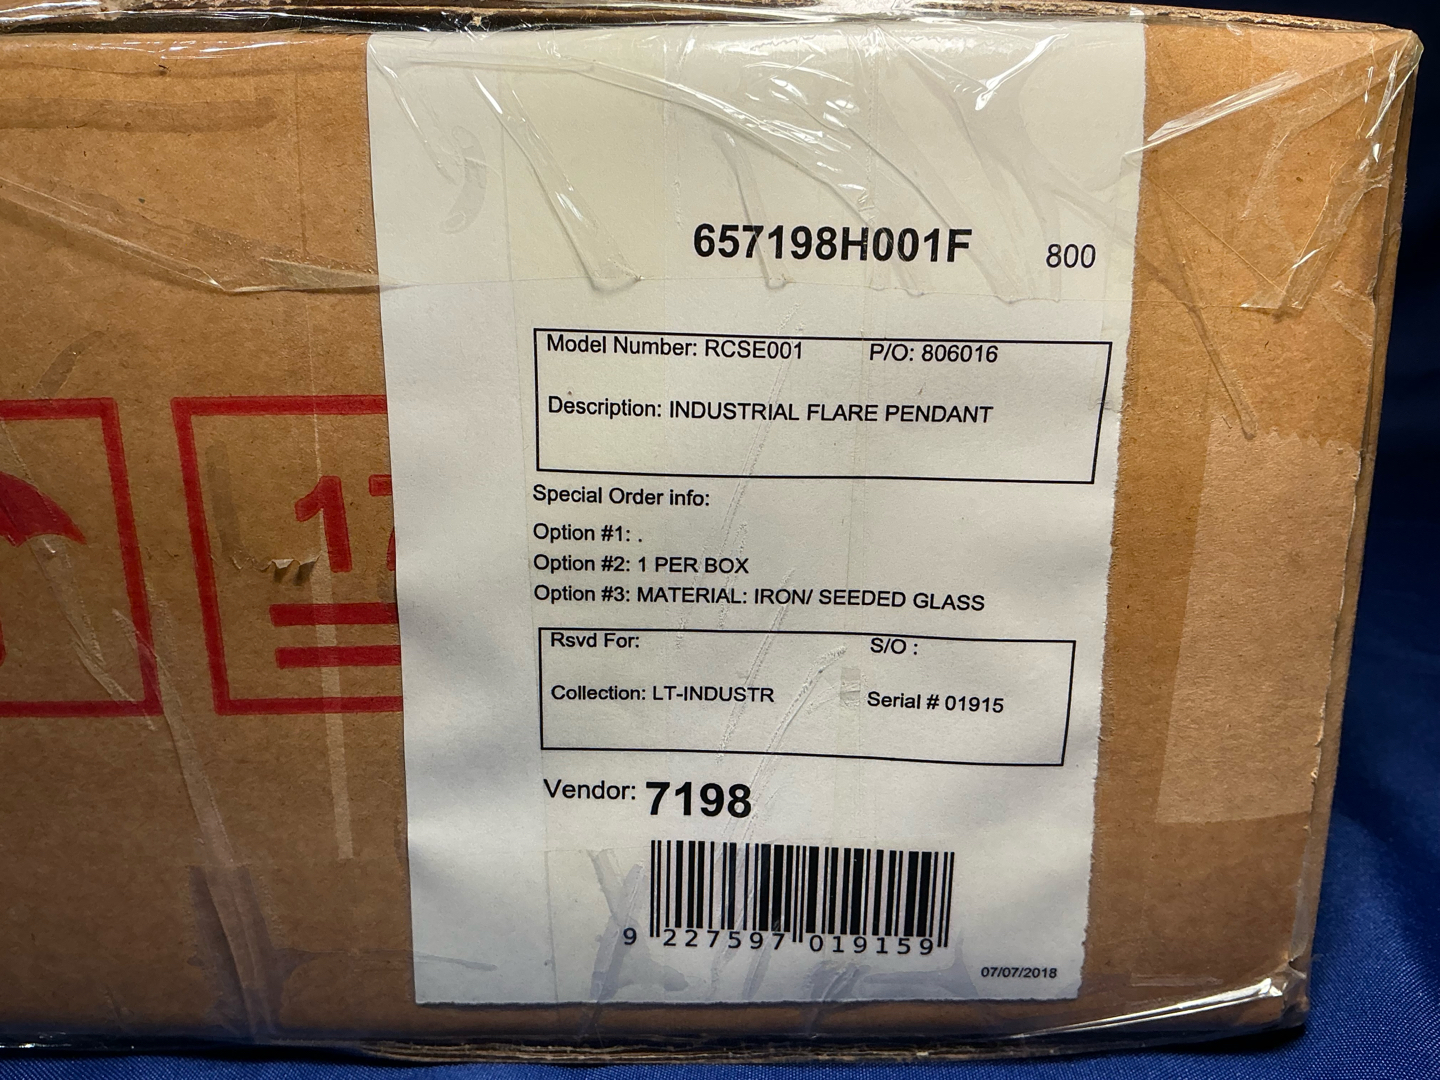 657198H001F 800
Model Number: RCSE001 P/O: 806016
Description: INDUSTRIAL FLARE PENDANT
Special Order info:
Option #1: .
Option #2: 1 PER BOX
Option #3: MATERIAL: IRON/ SEEDED GLASS
Rsvd For: S/O :
Collection: LT-INDUSTR Serial # 01915
Vendor: 7198
9 227597 019159
07/07/2018